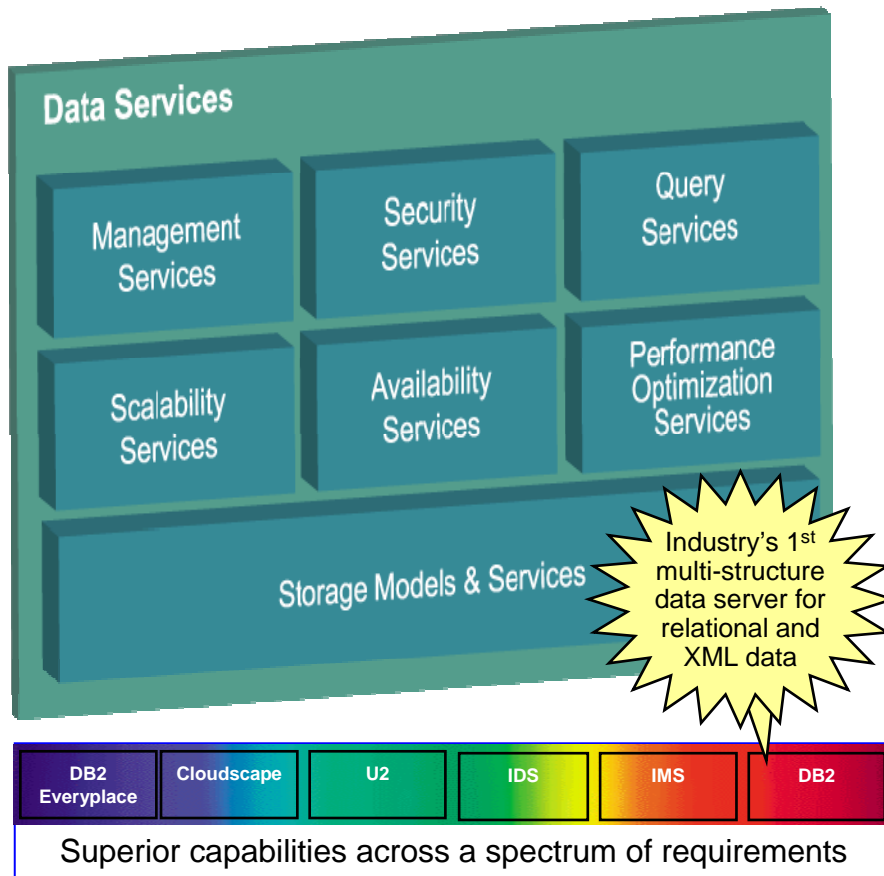 Data Services
Management
Services
Security
Services
Query
Services
Scalability
Services
Availability
Services
Performance
Optimization
Services
Storage Models & Services
Industry's 1st
multi-structure
data server for
relational and
XML data
DB2
Everyplace
Cloudscape
U2
IDS
IMS
DB2
Superior capabilities across a spectrum of requirements